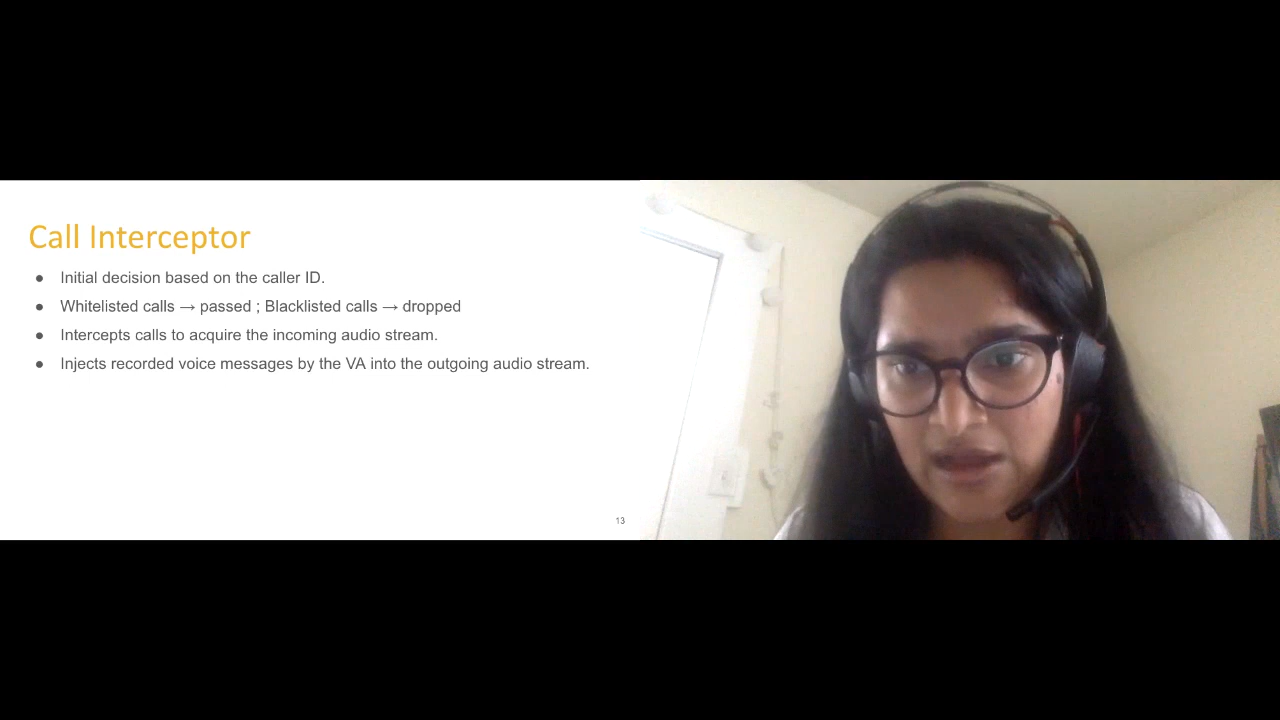 Call Interceptor
● Initial decision based on the caller ID.
● Whitelisted calls → passed ; Blacklisted calls → dropped
● Intercepts calls to acquire the incoming audio stream.
● Injects recorded voice messages by the VA into the outgoing audio stream.
13